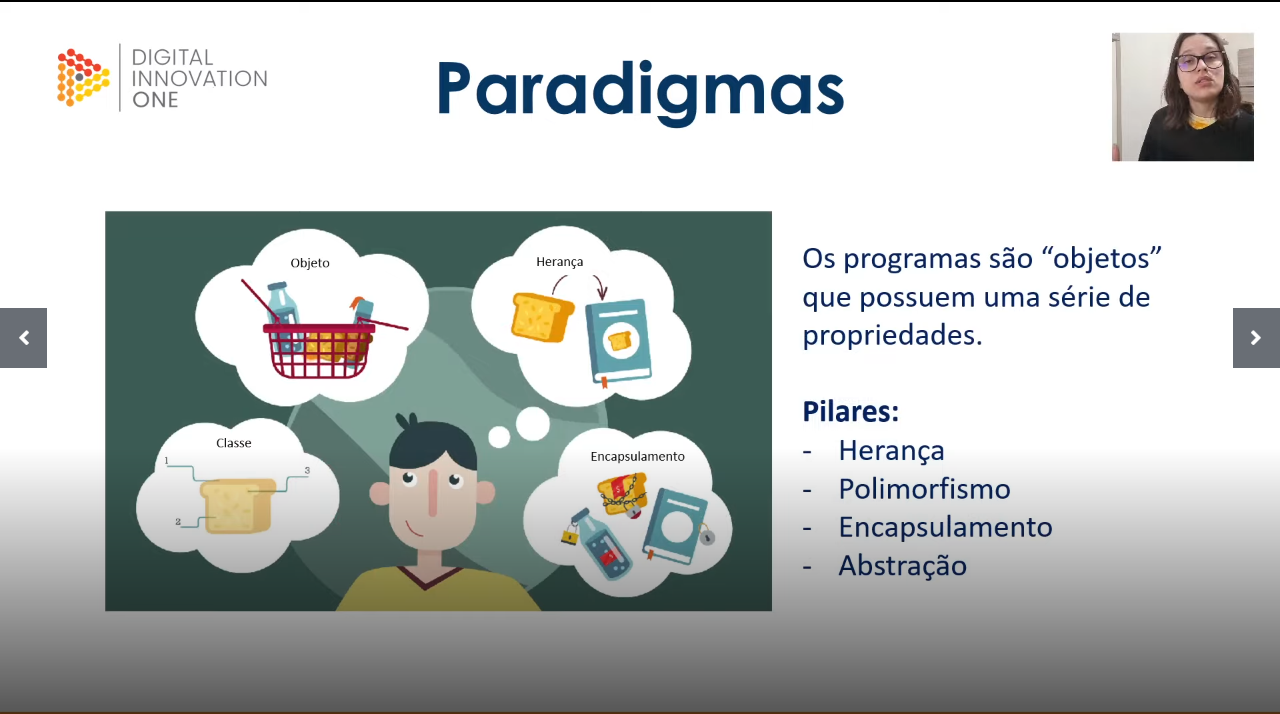 DIGITAL
INNOVATION
ONE
Paradigmas
Objeto
Herança
Classe
1
3
2
Encapsulamento
Os programas são “objetos”
que possuem uma série de
propriedades.
Pilares:
- Herança
- Polimorfismo
- Encapsulamento
- Abstração